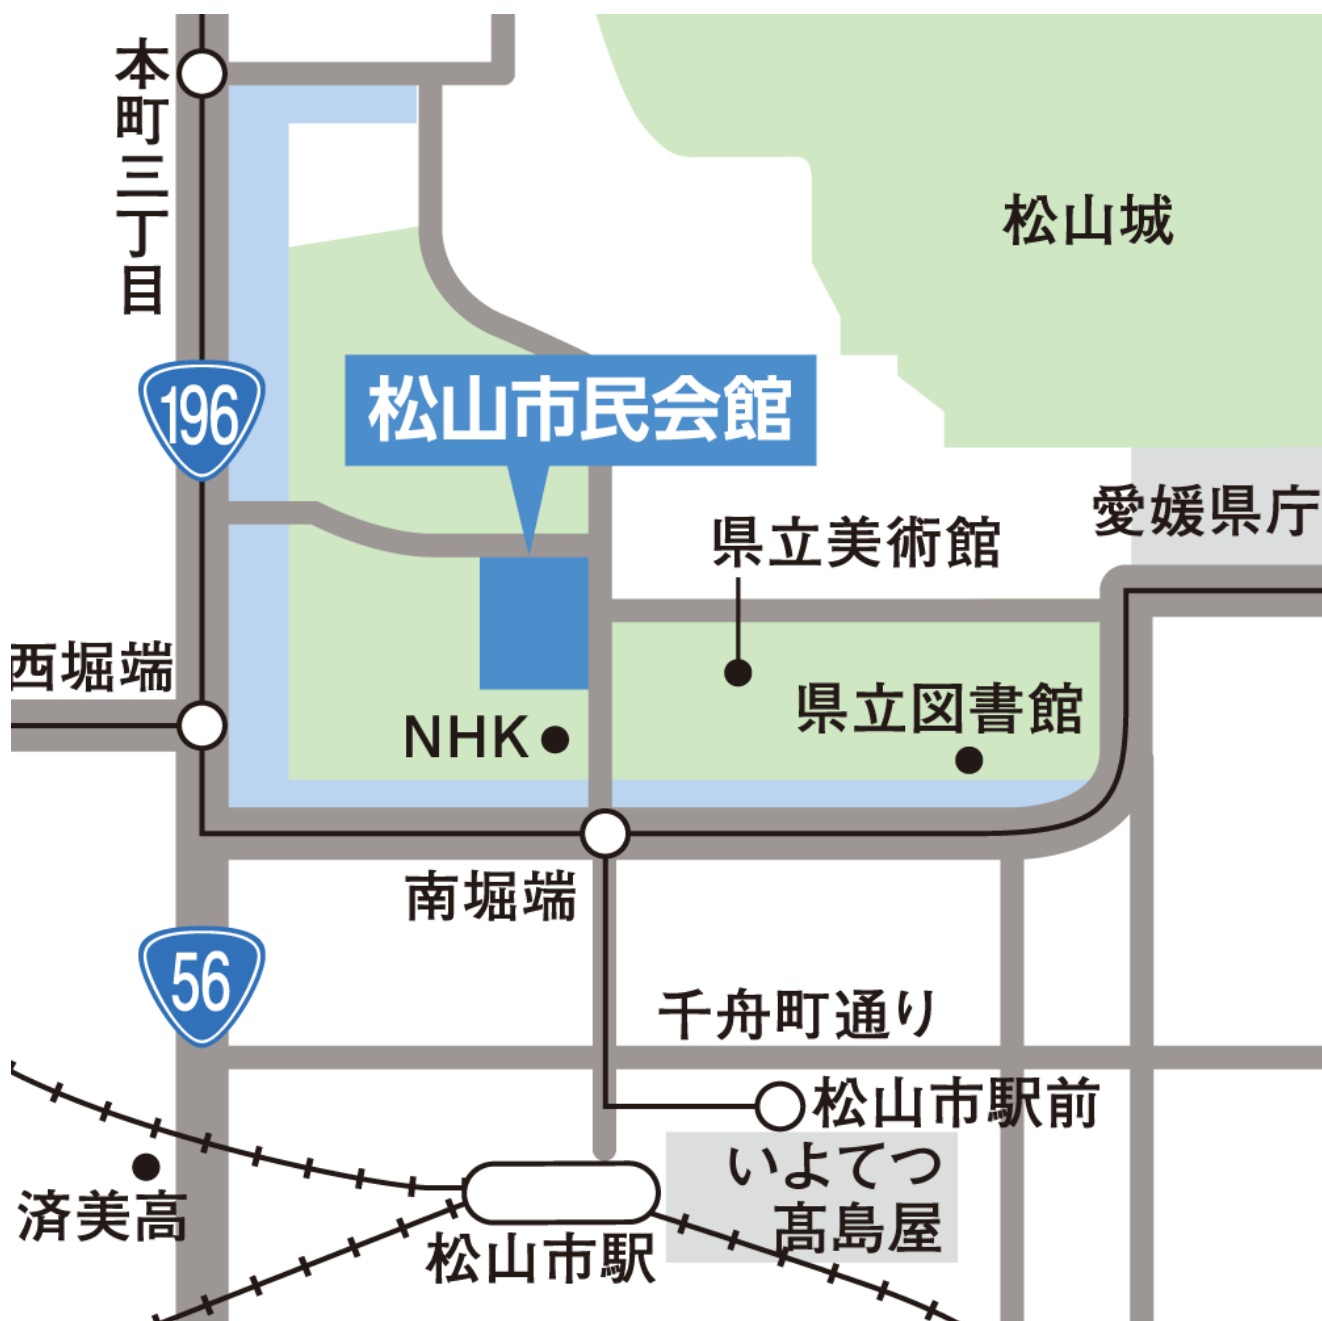 本町三丁目
松山城
196
松山市民会館
愛媛県庁
県立美術館
西堀端
県立図書館
NHK
南堀端
56
千舟町通り
松山市駅前
いよてつ
髙島屋
済美高
松山市駅